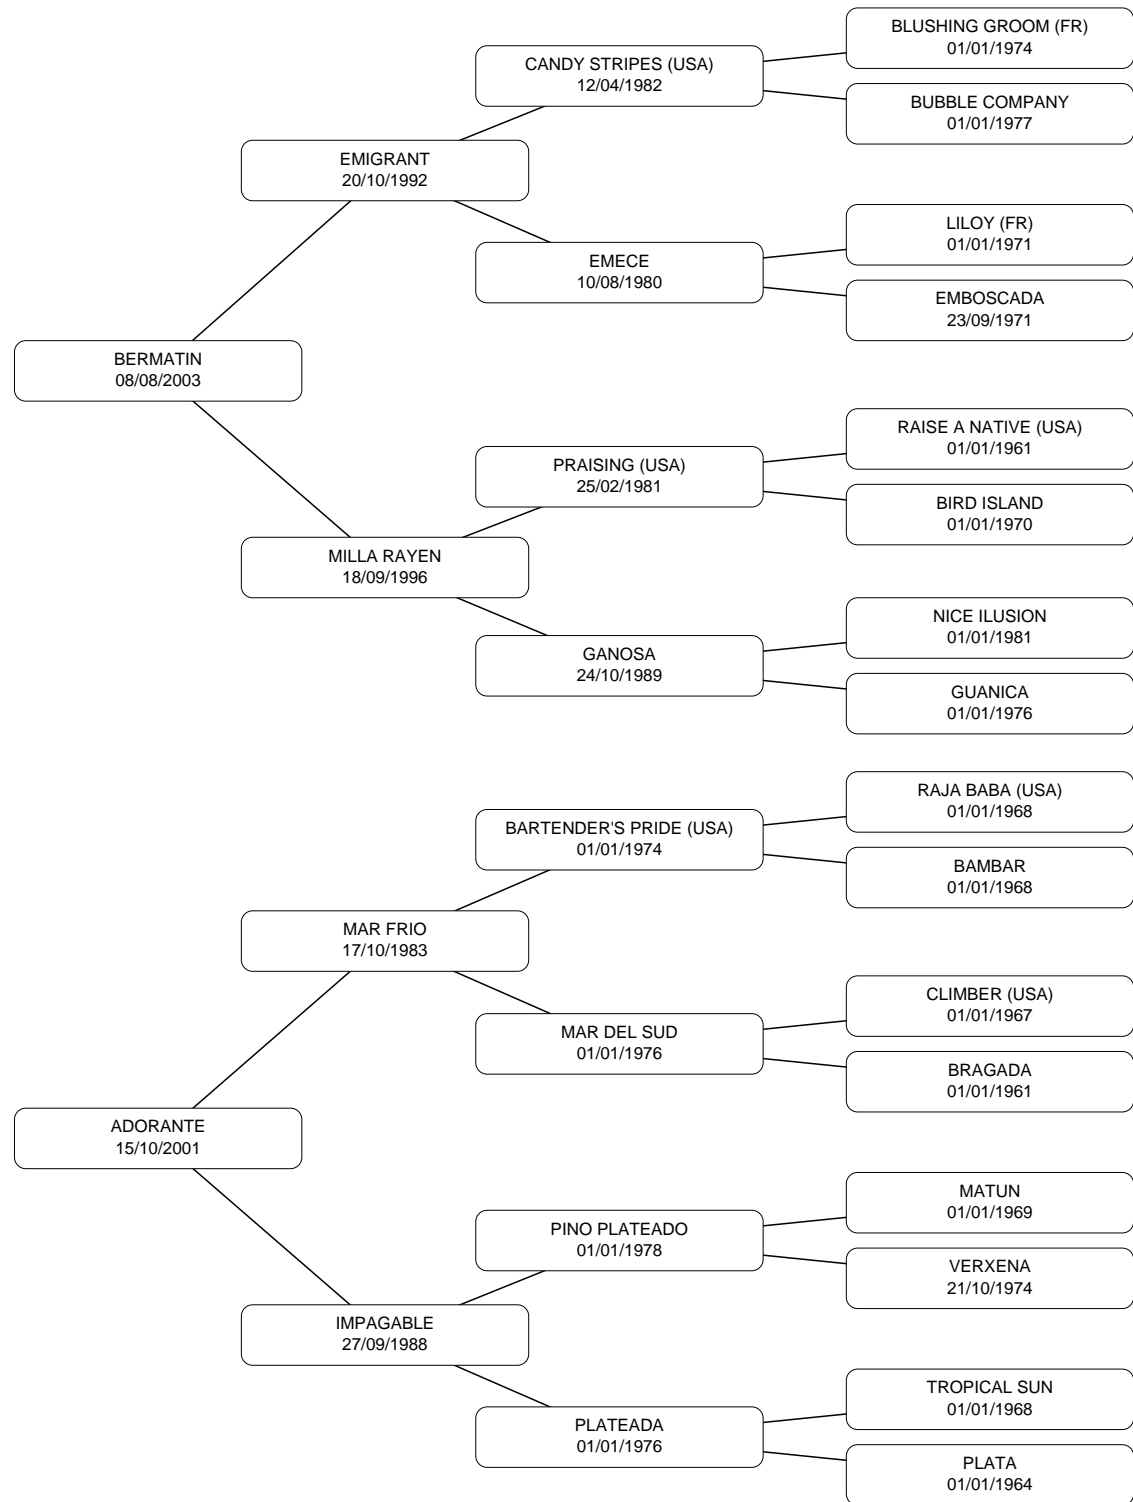 BLUSHING GROOM (FR)
01/01/1974
CANDY STRIPES (USA)
12/04/1982
BUBBLE COMPANY
01/01/1977
EMIGRANT
20/10/1992
LILOY (FR)
01/01/1971
EMECE
10/08/1980
EMBOSCADA
23/09/1971
BERMATIN
08/08/2003
RAISE A NATIVE (USA)
01/01/1961
PRAISING (USA)
25/02/1981
BIRD ISLAND
01/01/1970
MILLA RAYEN
18/09/1996
NICE ILUSION
01/01/1981
GANOSA
24/10/1989
GUANICA
01/01/1976
RAJA BABA (USA)
01/01/1968
BARTENDER'S PRIDE (USA)
01/01/1974
BAMBAR
01/01/1968
MAR FRIO
17/10/1983
CLIMBER (USA)
01/01/1967
MAR DEL SUD
01/01/1976
BRAGADA
01/01/1961
ADORANTE
15/10/2001
MATUN
01/01/1969
PINO PLATEADO
01/01/1978
VERXENA
21/10/1974
IMPAGABLE
27/09/1988
TROPICAL SUN
01/01/1968
PLATEADA
01/01/1976
PLATA
01/01/1964